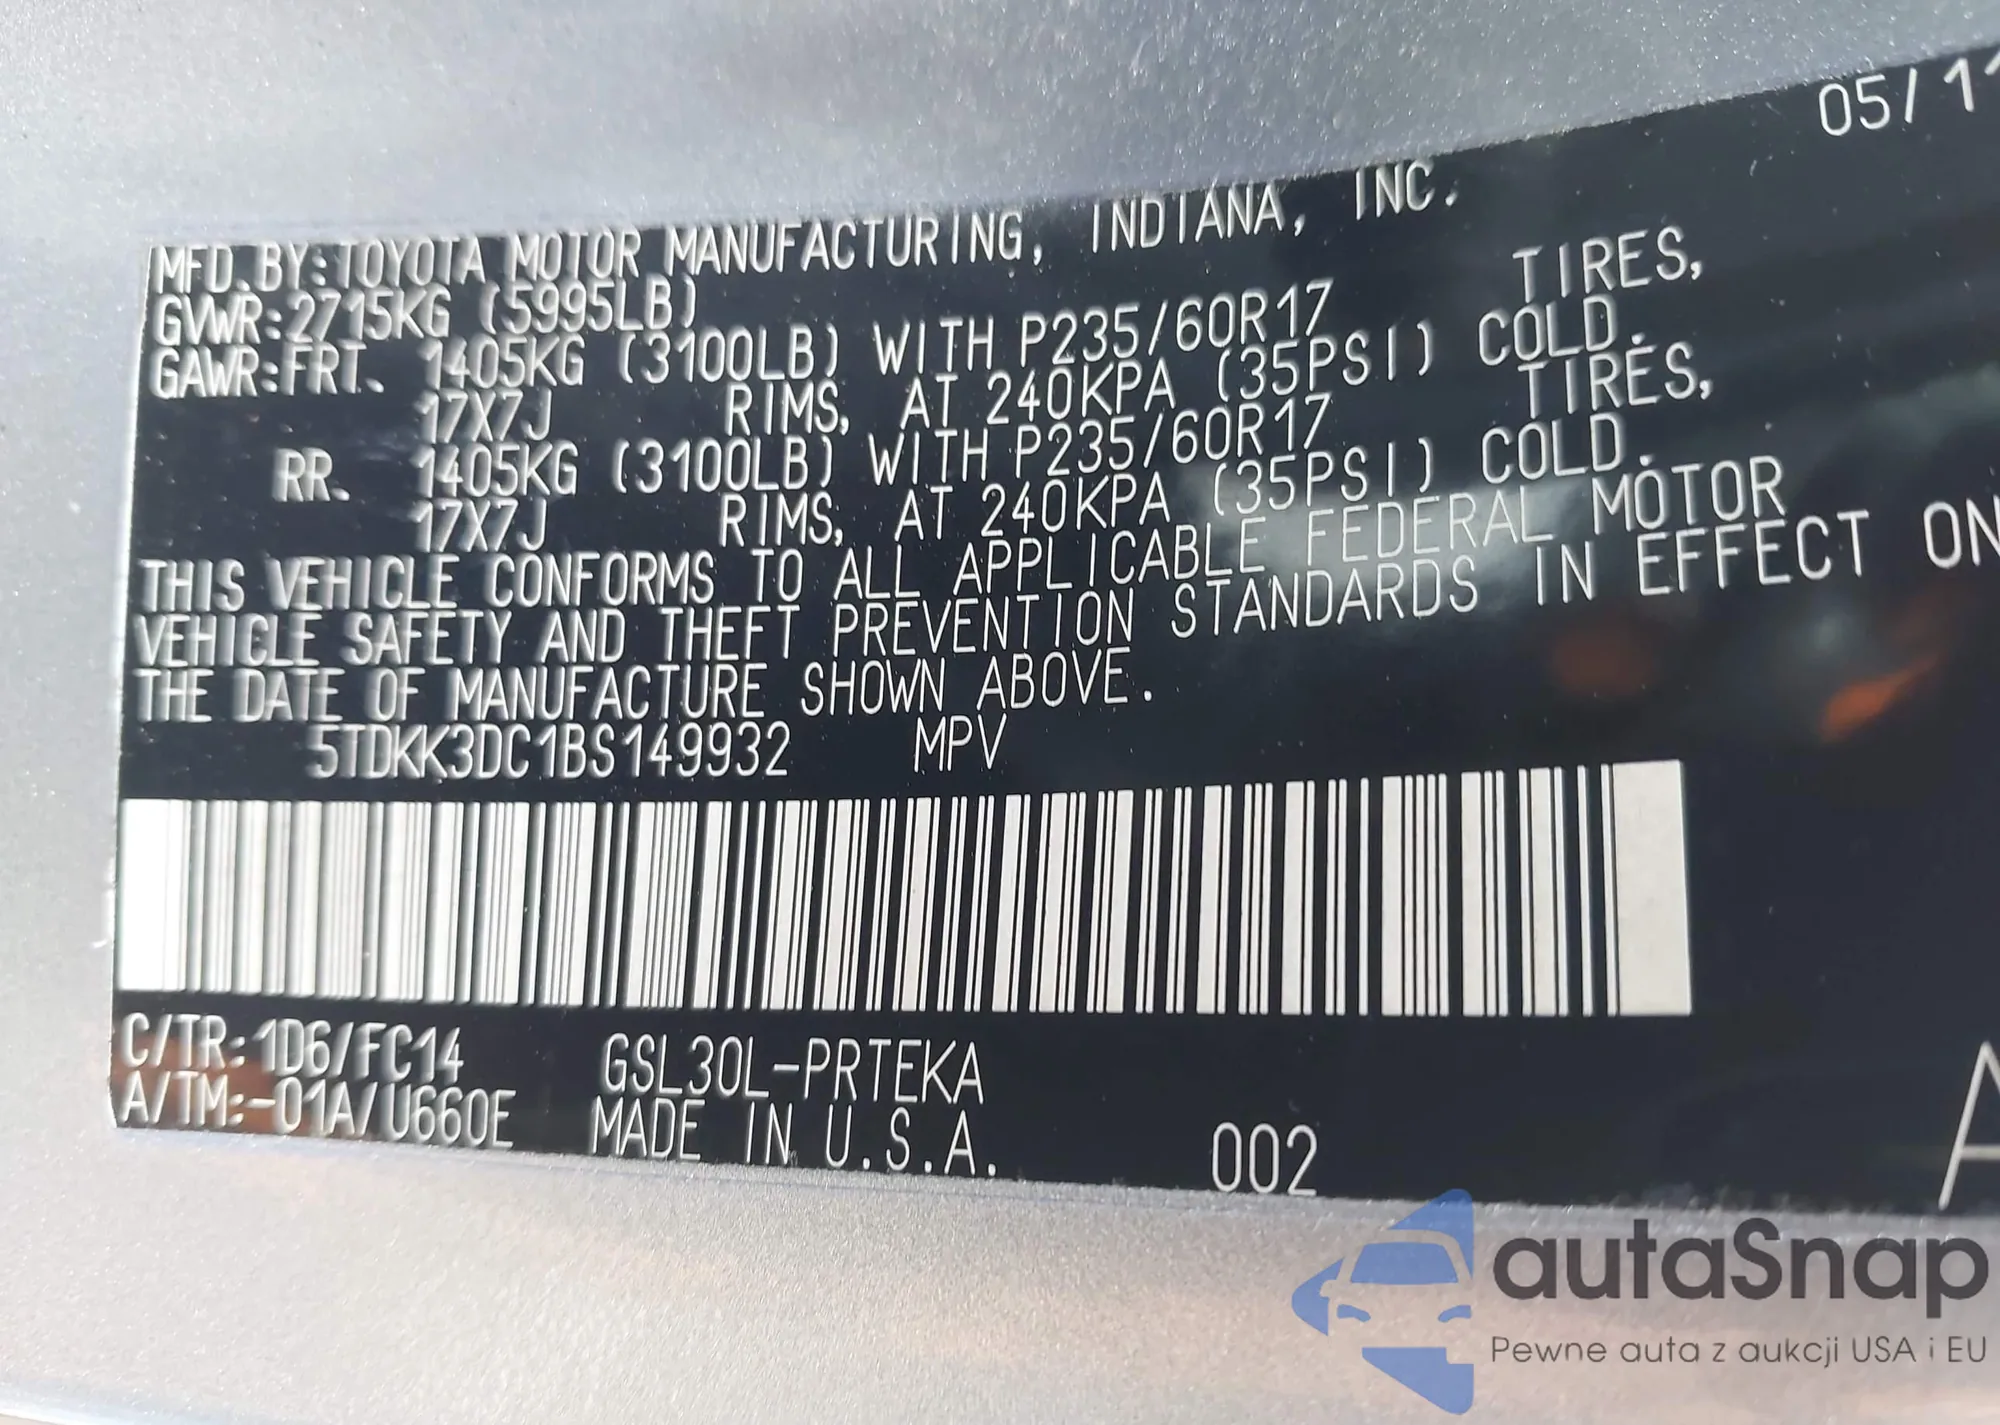 05/11
MFD. BY: TOYOTA MOTOR MANUFACTURING, INDIANA, INC.
GVWR: 2715KG (5995LB)
GAWR: FRT. 1405KG (3100LB) WITH P235/60R17 TIRES,
17X7J RIMS, AT 240KPA (35PSI) COLD.
RR. 1405KG (3100LB) WITH P235/60R17 TIRES,
17X7J RIMS, AT 240KPA (35PSI) COLD.
THIS VEHICLE CONFORMS TO ALL APPLICABLE FEDERAL MOTOR
VEHICLE SAFETY AND THEFT PREVENTION STANDARDS IN EFFECT ON
THE DATE OF MANUFACTURE SHOWN ABOVE.
5TDKK3DC1BS149932 MPV
C/TR: 1D6/FC14 GSL30L-PRTEKA
A/TM: -01A/U660E MADE IN U.S.A. 002
A
autaSnap
Pewne auta z aukcji USA i EU